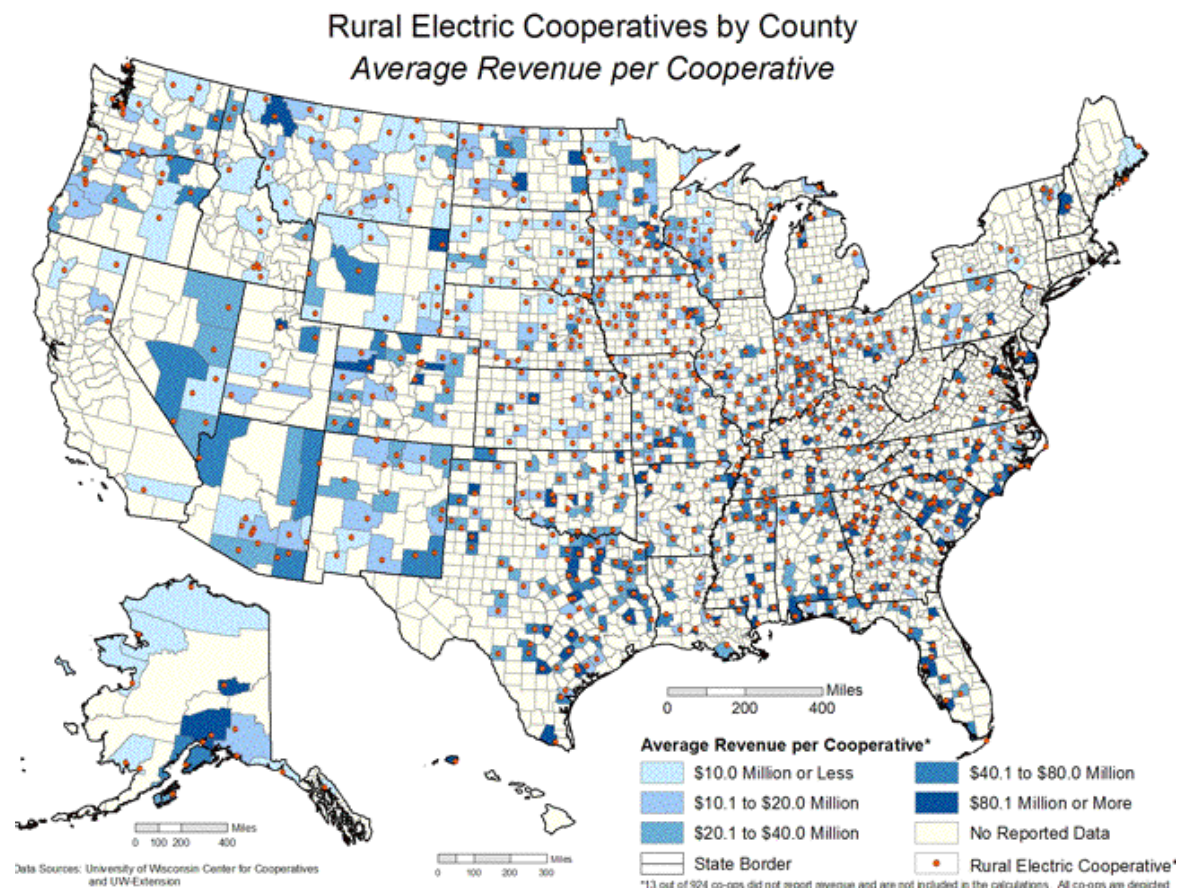 Rural Electric Cooperatives by County
Average Revenue per Cooperative
Miles
0 200 400
Average Revenue per Cooperative*
$10.0 Million or Less
$40.1 to $80.0 Million
$10.1 to $20.0 Million
$80.1 Million or More
$20.1 to $40.0 Million
No Reported Data
State Border
Rural Electric Cooperative*
Miles
0 100 200 400
Miles
0 50 100 200 300
Data Sources: University of Wisconsin Center for Cooperatives
and UW-Extension
*13 out of 924 co-ops did not report revenue and are not included in the calculations. All co-ops are depicted